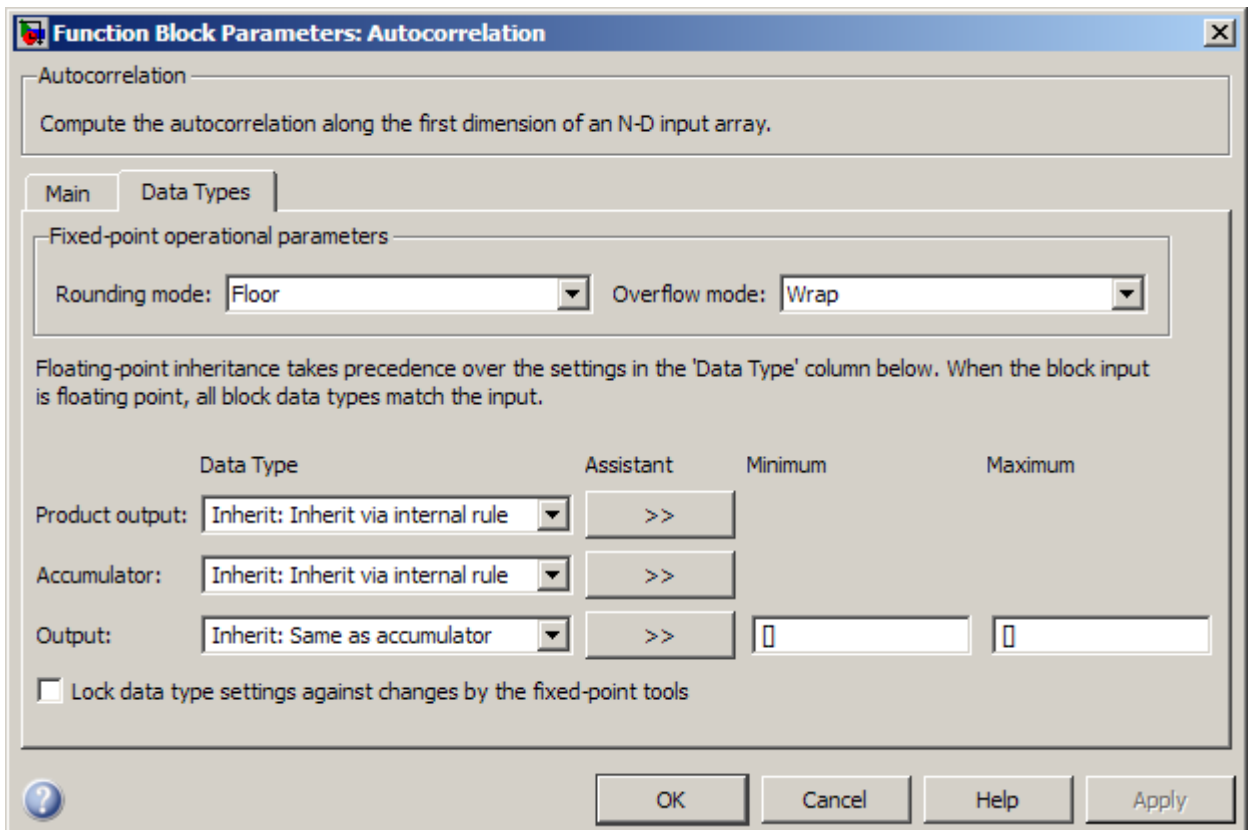 Function Block Parameters: Autocorrelation
Autocorrelation
Compute the autocorrelation along the first dimension of an N-D input array.
Main Data Types
Fixed-point operational parameters
Rounding mode: Floor Overflow mode: Wrap
Floating-point inheritance takes precedence over the settings in the 'Data Type' column below. When the block input
is floating point, all block data types match the input.
Data Type Assistant Minimum Maximum
Product output: Inherit: Inherit via internal rule >>
Accumulator: Inherit: Inherit via internal rule >>
Output: Inherit: Same as accumulator >> [] []
Lock data type settings against changes by the fixed-point tools
? OK Cancel Help Apply